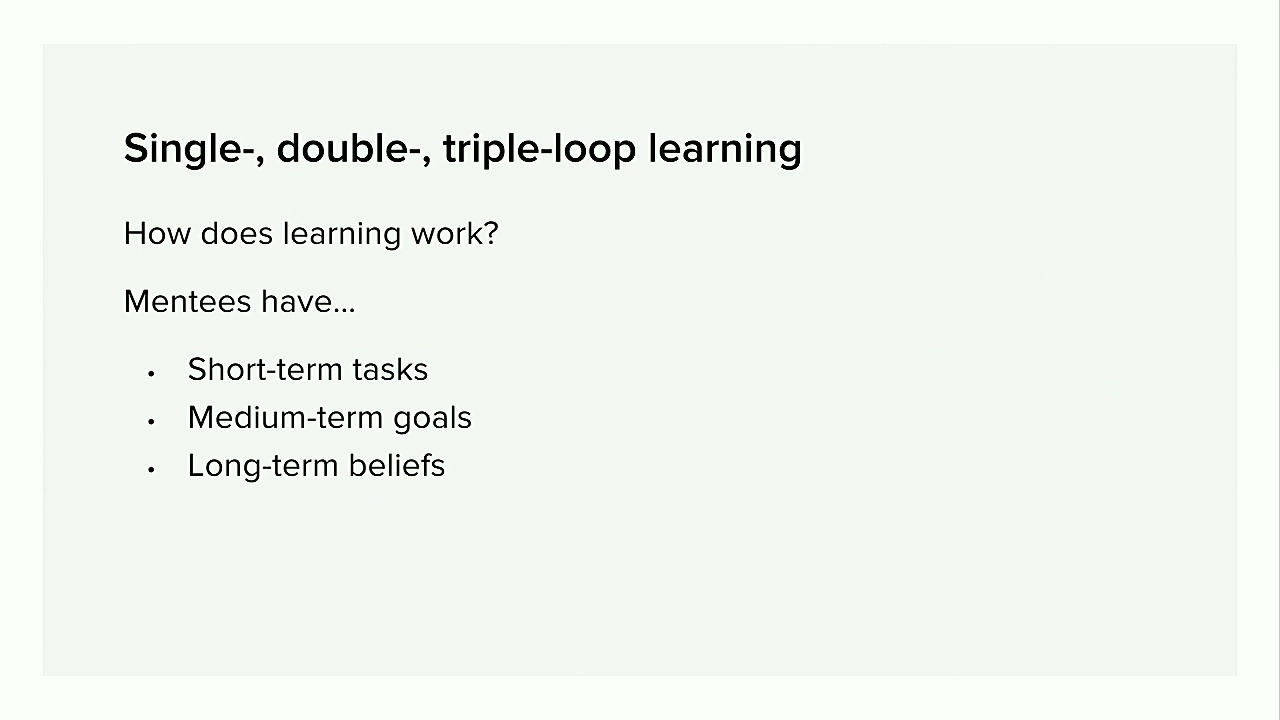 Single-, double-, triple-loop learning
How does learning work?
Mentees have...
• Short-term tasks
• Medium-term goals
• Long-term beliefs